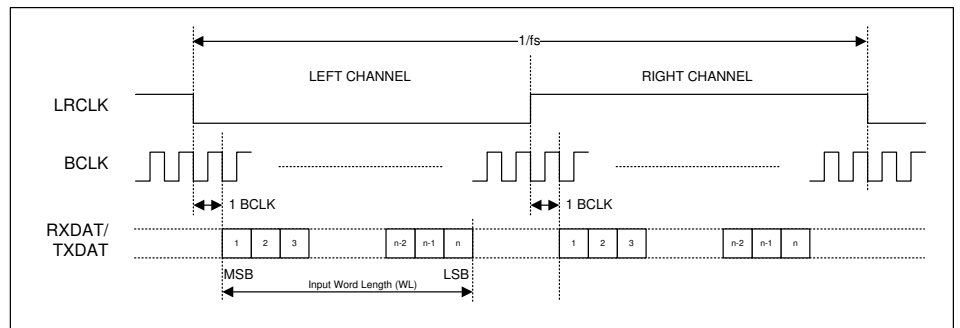 1/fs
LEFT CHANNEL RIGHT CHANNEL
LRCLK
BCLK
1 BCLK 1 BCLK
RXDAT/
TXDAT
1 2 3 n-2 n-1 n 1 2 3 n-2 n-1 n
MSB LSB
Input Word Length (WL)